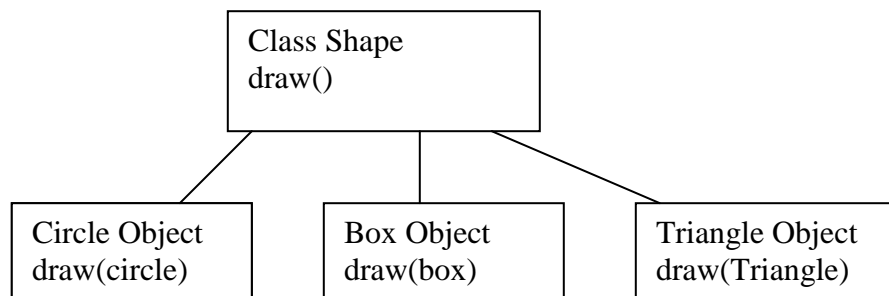 Class Shape
draw()
Circle Object
draw(circle)
Box Object
draw(box)
Triangle Object
draw(Triangle)